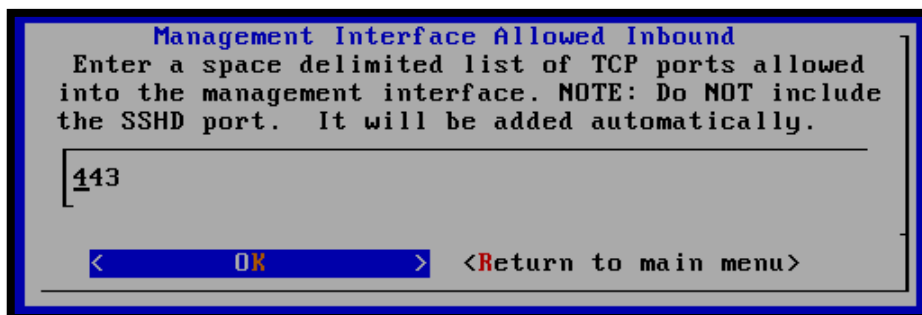 Management Interface Allowed Inbound
Enter a space delimited list of TCP ports allowed
into the management interface. NOTE: Do NOT include
the SSHD port.  It will be added automatically.
443
<        OK        >  <Return to main menu>